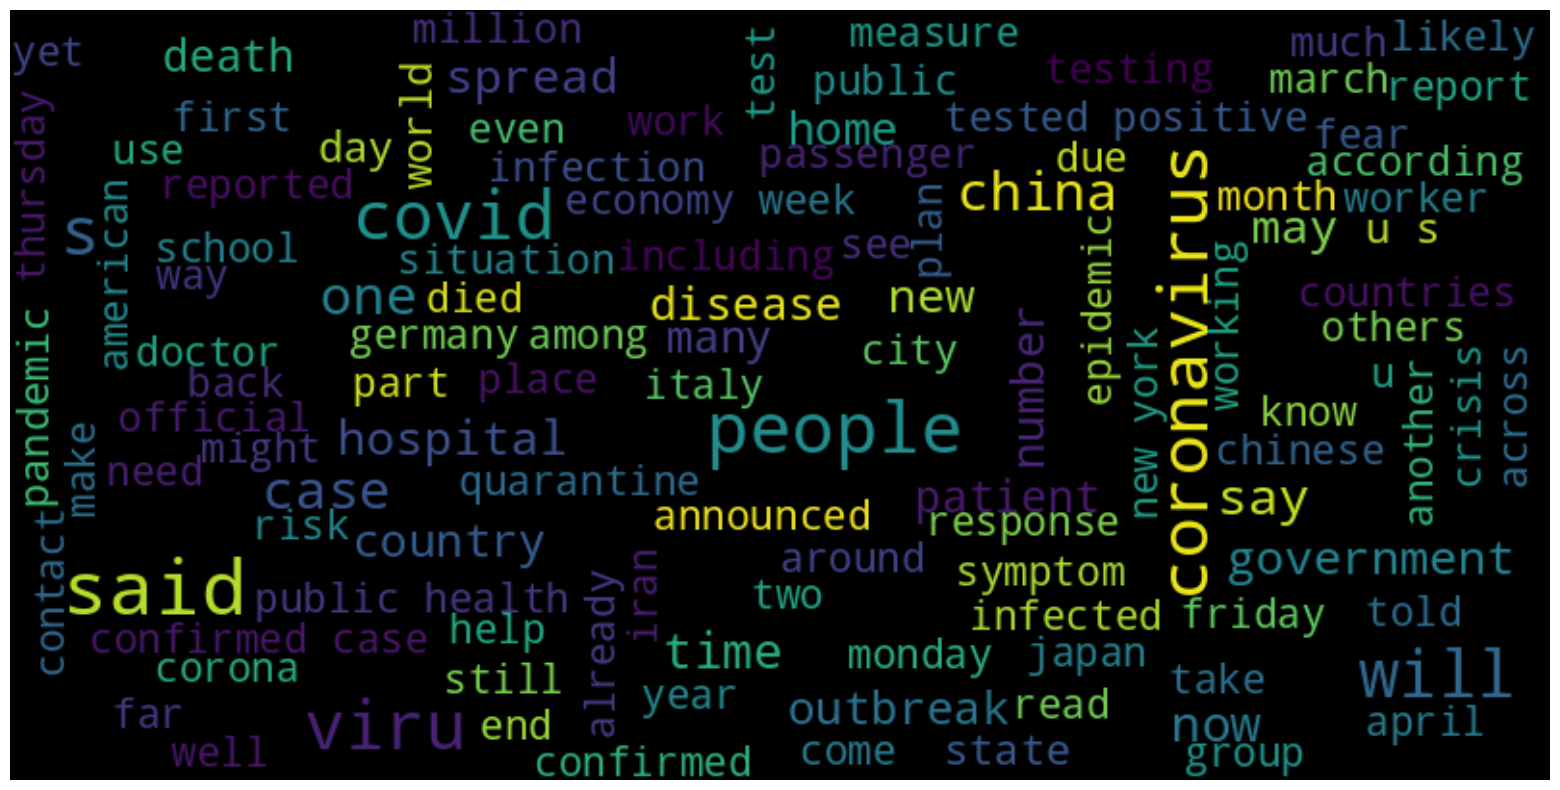 yet
death
million
spread
test
measure
public
testing
much
likely
march
report
thursday
first
use
day
world
even
work
home
tested positive
fear
infection
passenger
due
according
reported
american
covid
economy
week
plan
china
coronavirus
month
worker
s
school
way
situation
including
see
epidemic
may
u s
working
one
died
disease
new
countries
others
pandemic
doctor
germany
among
many
city
number
new york
back
part
place
italy
u
another
crisis
across
official
might
hospital
people
know
chinese
make
need
case
quarantine
patient
say
contact
risk
country
announced
response
around
symptom
government
said
public health
already
iran
two
infected
friday
told
confirmed case
help
time
monday
japan
corona
still
year
take
will
far
viru
end
outbreak
read
now
april
well
confirmed
come
state
group